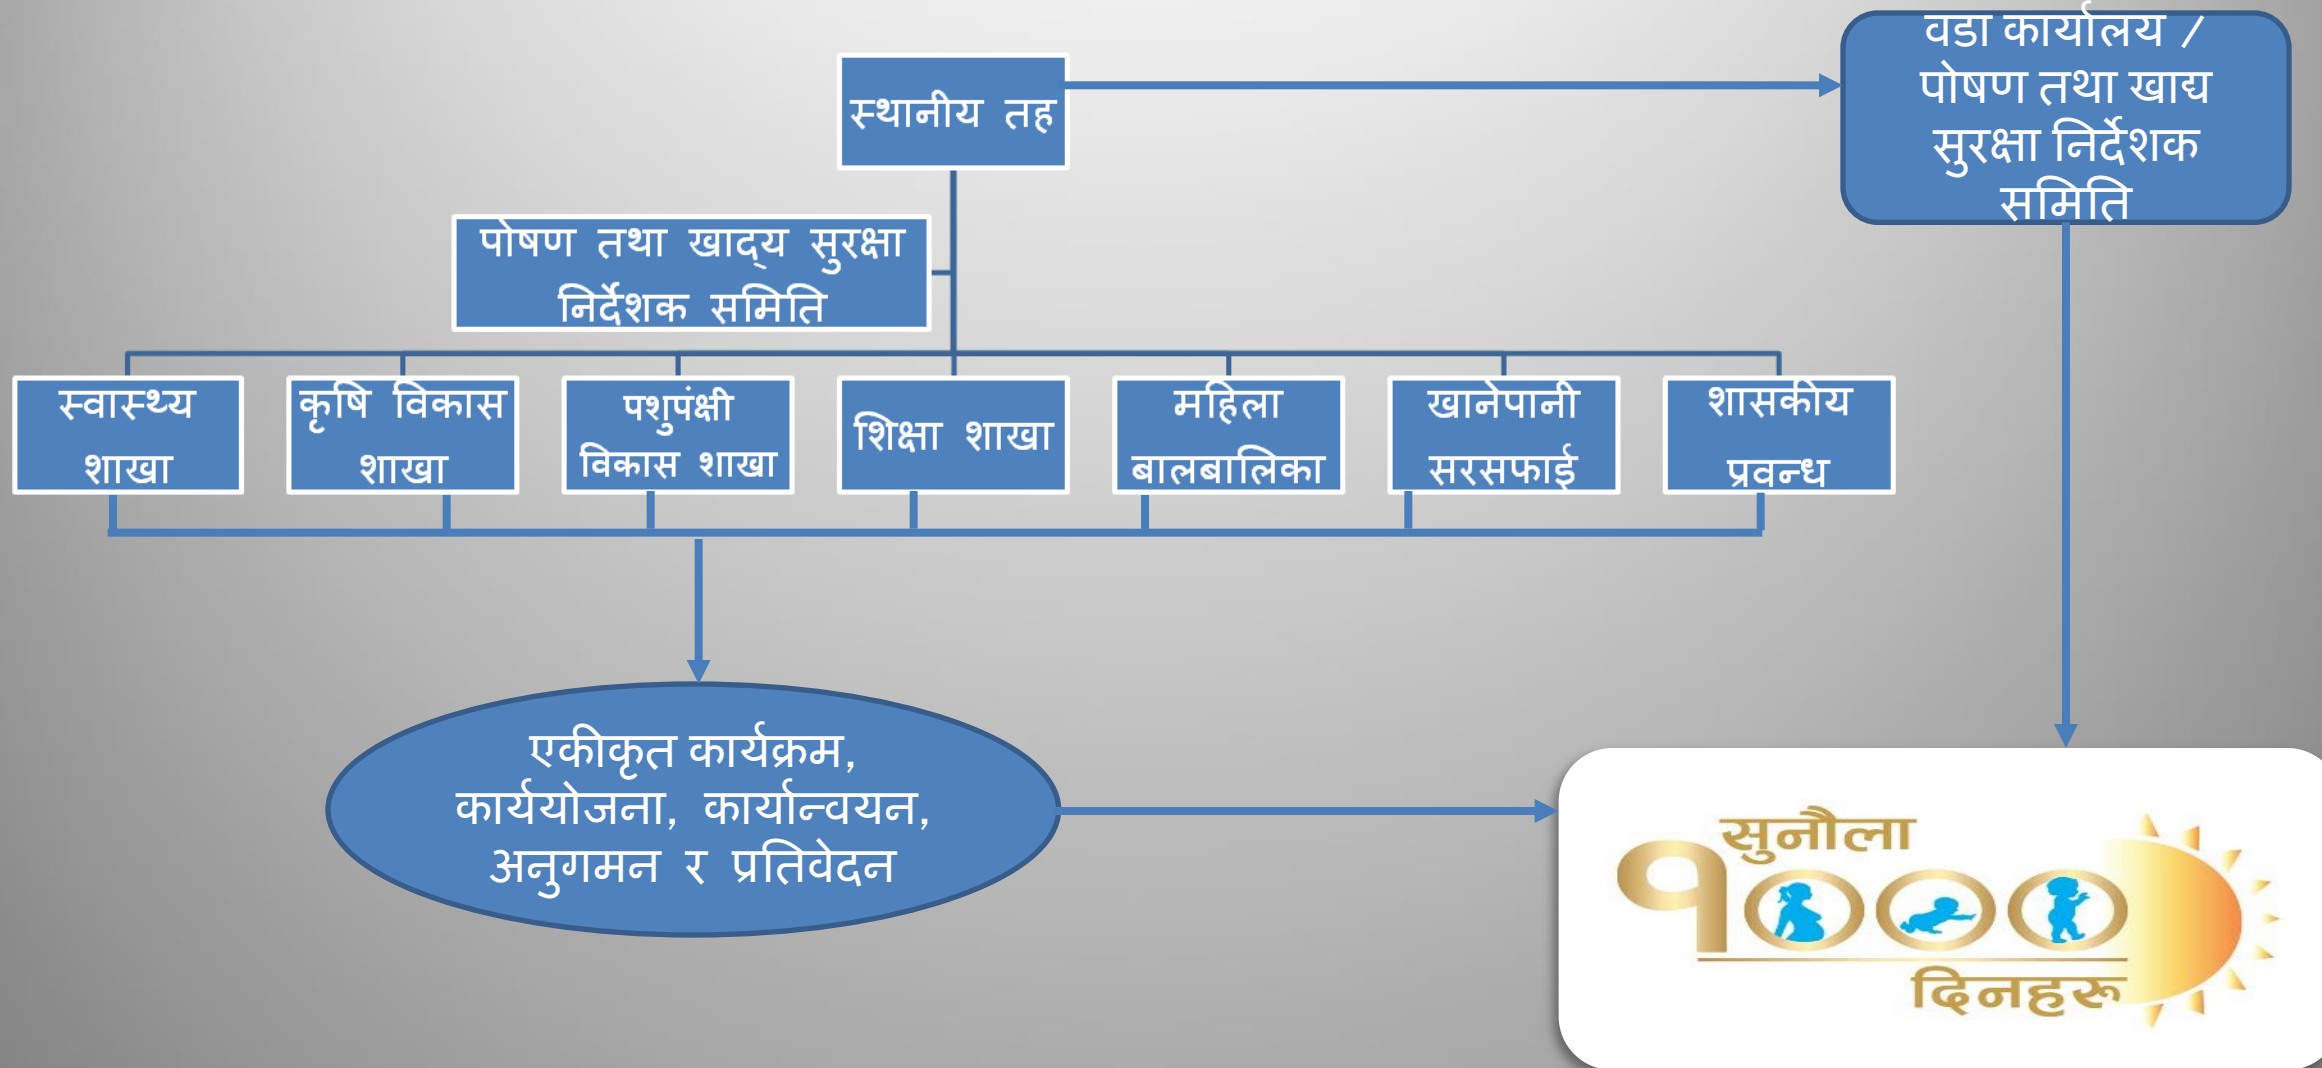 वडा कार्यालय /
पोषण तथा खाद्य
सुरक्षा निर्देशक
समिति
स्थानीय तह
पोषण तथा खाद्य सुरक्षा
निर्देशक समिति
स्वास्थ्य
शाखा
कृषि विकास
शाखा
पशुपंक्षी
विकास शाखा
शिक्षा शाखा
महिला
बालबालिका
खानेपानी
सरसफाई
शासकीय
प्रवन्ध
एकीकृत कार्यक्रम,
कार्ययोजना, कार्यान्वयन,
अनुगमन र प्रतिवेदन
सुनौला
१०००
दिनहरू